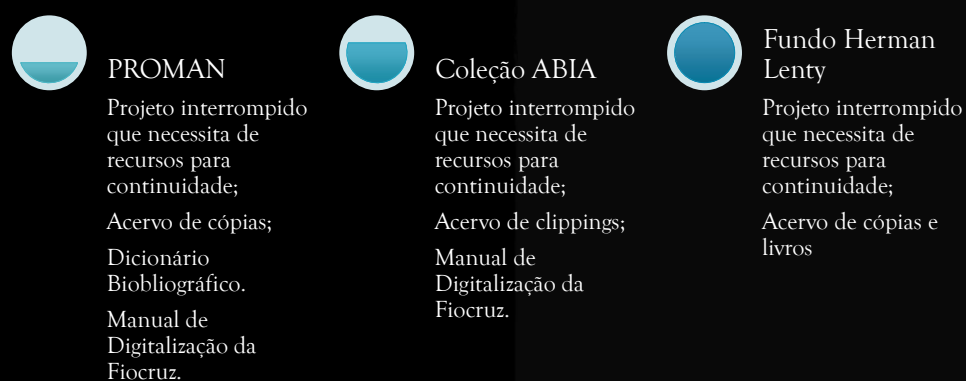 PROMAN
Projeto interrompido
que necessita de
recursos para
continuidade;
Acervo de cópias;
Dicionário
Biobliográfico.
Manual de
Digitalização da
Fiocruz.
Coleção ABIA
Projeto interrompido
que necessita de
recursos para
continuidade;
Acervo de clippings;
Manual de
Digitalização da
Fiocruz.
Fundo Herman
Lenty
Projeto interrompido
que necessita de
recursos para
continuidade;
Acervo de cópias e
livros